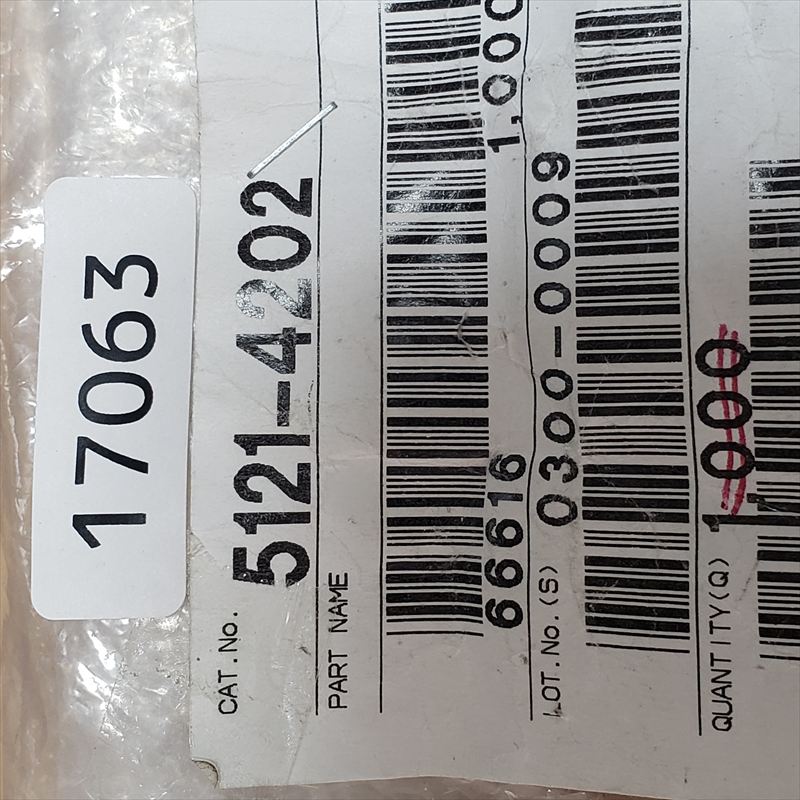 17063
CAT.No. 5121-4202
PART NAME
66616 1,000
LOT.No.(S) 0300-0009
QUANTITY(Q) 1,000